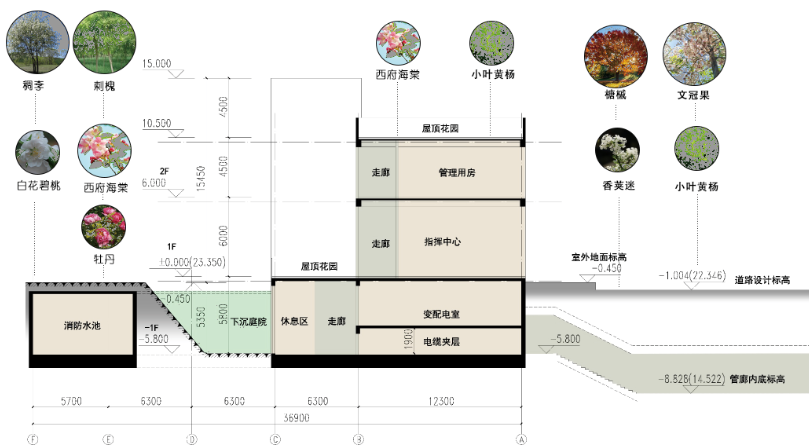 稠李
刺槐
西府海棠
小叶黄杨
糖槭
文冠果
白花碧桃
西府海棠
香荚迷
小叶黄杨
牡丹
15.000
10.500
2F
6.000
1F
±0.000(23.350)
-0.450
-1F
-5.800
4500
4500
15450
6000
5350
5800
屋顶花园
走廊
管理用房
走廊
指挥中心
屋顶花园
室外地面标高
-0.450
-1.004(22.346)
道路设计标高
消防水池
下沉庭院
休息区
走廊
变配电室
1900
电缆夹层
-5.800
-8.828(14.522)
管廊内底标高
5700
6300
6300
6300
12300
36900
F
E
D
C
B
A